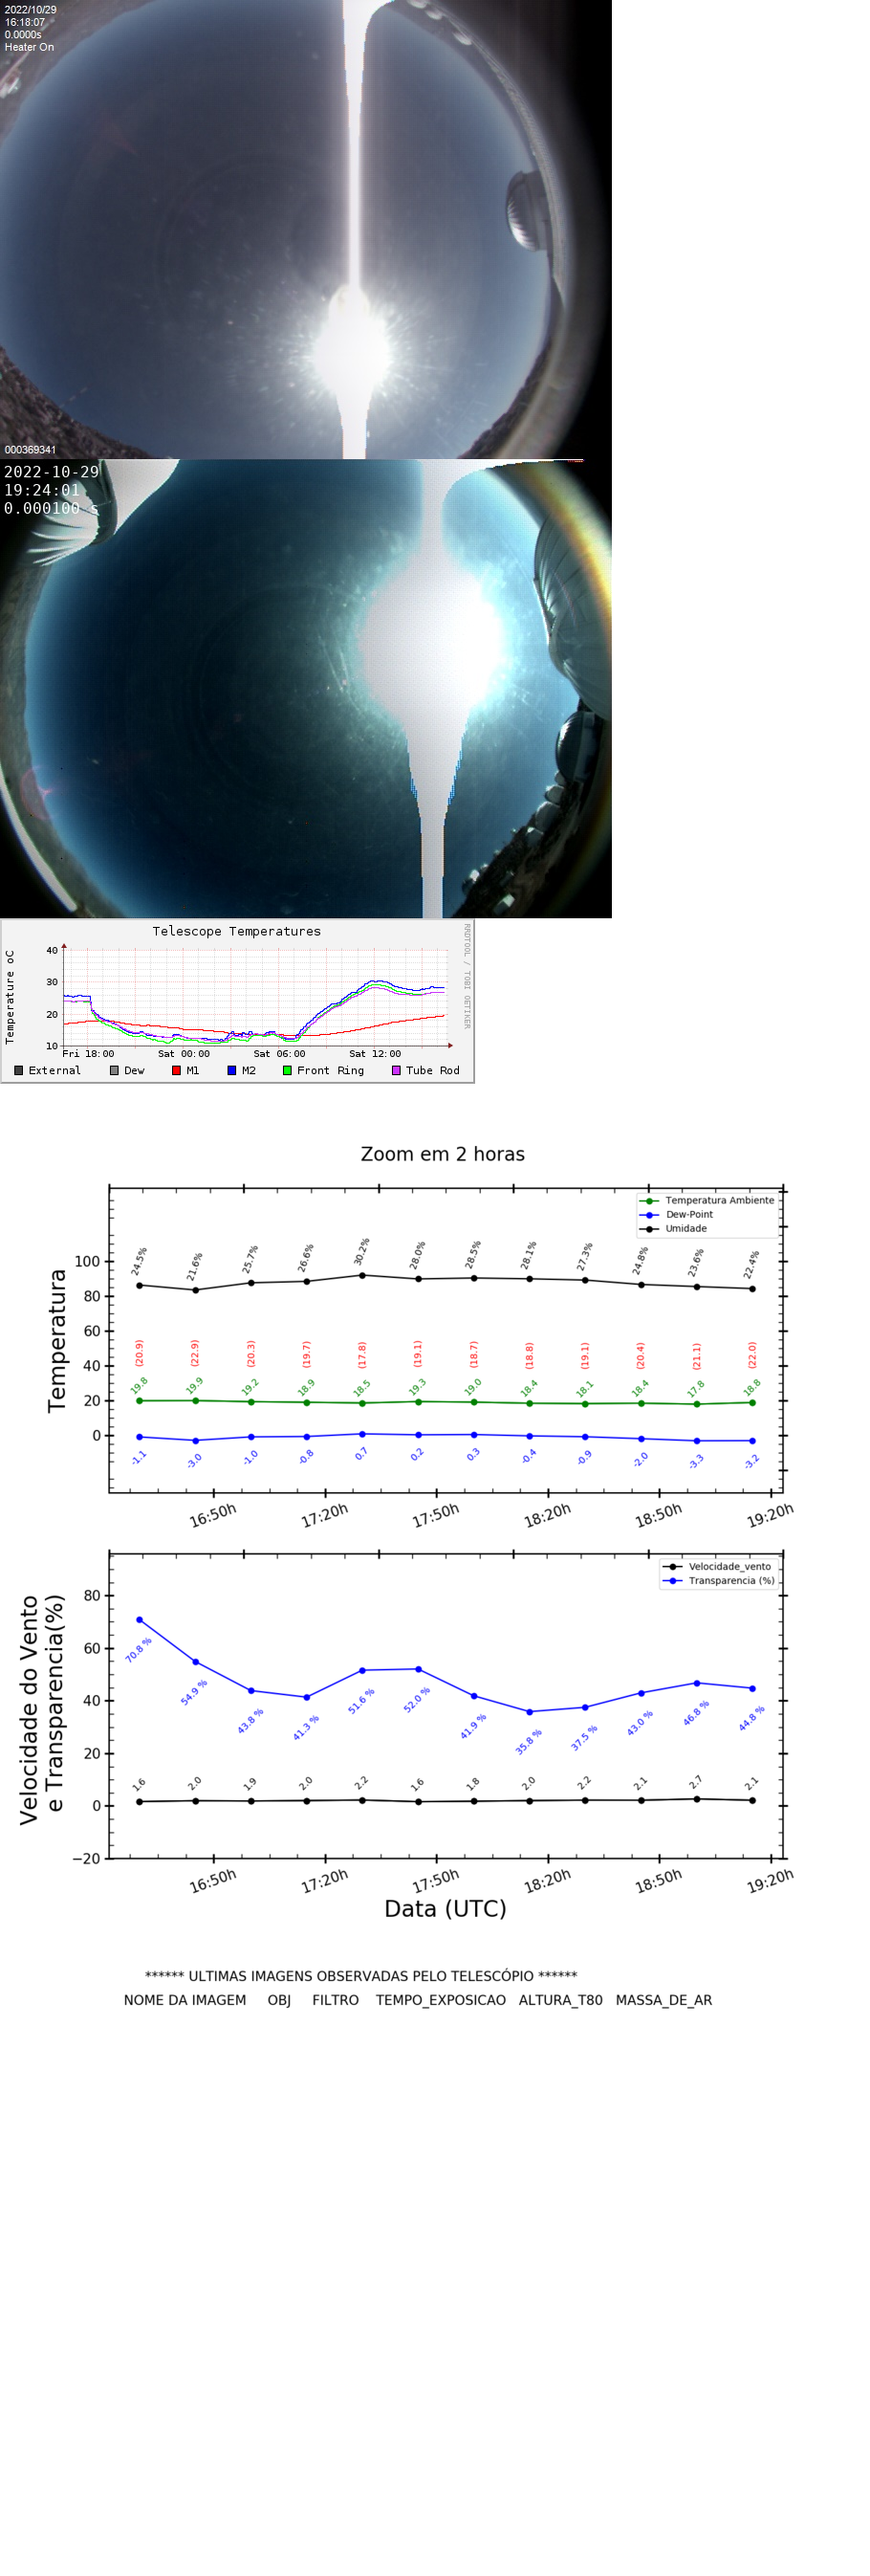 2022/10/29
16:18:07
0.0000s
Heater On
000369341
2022-10-29
19:24:01
0.000100 s
Telescope Temperatures
RRDTOOL / TOBI OETIKER
Temperature oC
40
30
20
10
Fri 18:00 Sat 00:00 Sat 06:00 Sat 12:00
External Dew M1 M2 Front Ring Tube Rod
Zoom em 2 horas
Temperatura Ambiente
Dew-Point
Umidade
Temperatura
100
80
60
40
20
0
24.5% 21.6% 25.7% 26.6% 30.2% 28.0% 28.5% 28.1% 27.3% 24.8% 23.6% 22.4%
(20.9) (22.9) (20.3) (19.7) (17.8) (19.1) (18.7) (18.8) (19.1) (20.4) (21.1) (22.0)
19.8 19.9 19.2 18.9 18.5 19.3 19.0 18.4 18.1 18.4 17.8 18.8
-1.1 -3.0 -1.0 -0.8 0.7 0.2 0.3 -0.4 -0.9 -2.0 -3.3 -3.2
16:50h 17:20h 17:50h 18:20h 18:50h 19:20h
Velocidade_vento
Transparencia (%)
Velocidade do Vento
e Transparencia(%)
80
60
40
20
0
−20
70.8 % 54.9 % 43.8 % 41.3 % 51.6 % 52.0 % 41.9 % 35.8 % 37.5 % 43.0 % 46.8 % 44.8 %
1.6 2.0 1.9 2.0 2.2 1.6 1.8 2.0 2.2 2.1 2.7 2.1
16:50h 17:20h 17:50h 18:20h 18:50h 19:20h
Data (UTC)
****** ULTIMAS IMAGENS OBSERVADAS PELO TELESCÓPIO ******
NOME DA IMAGEM OBJ FILTRO TEMPO_EXPOSICAO ALTURA_T80 MASSA_DE_AR